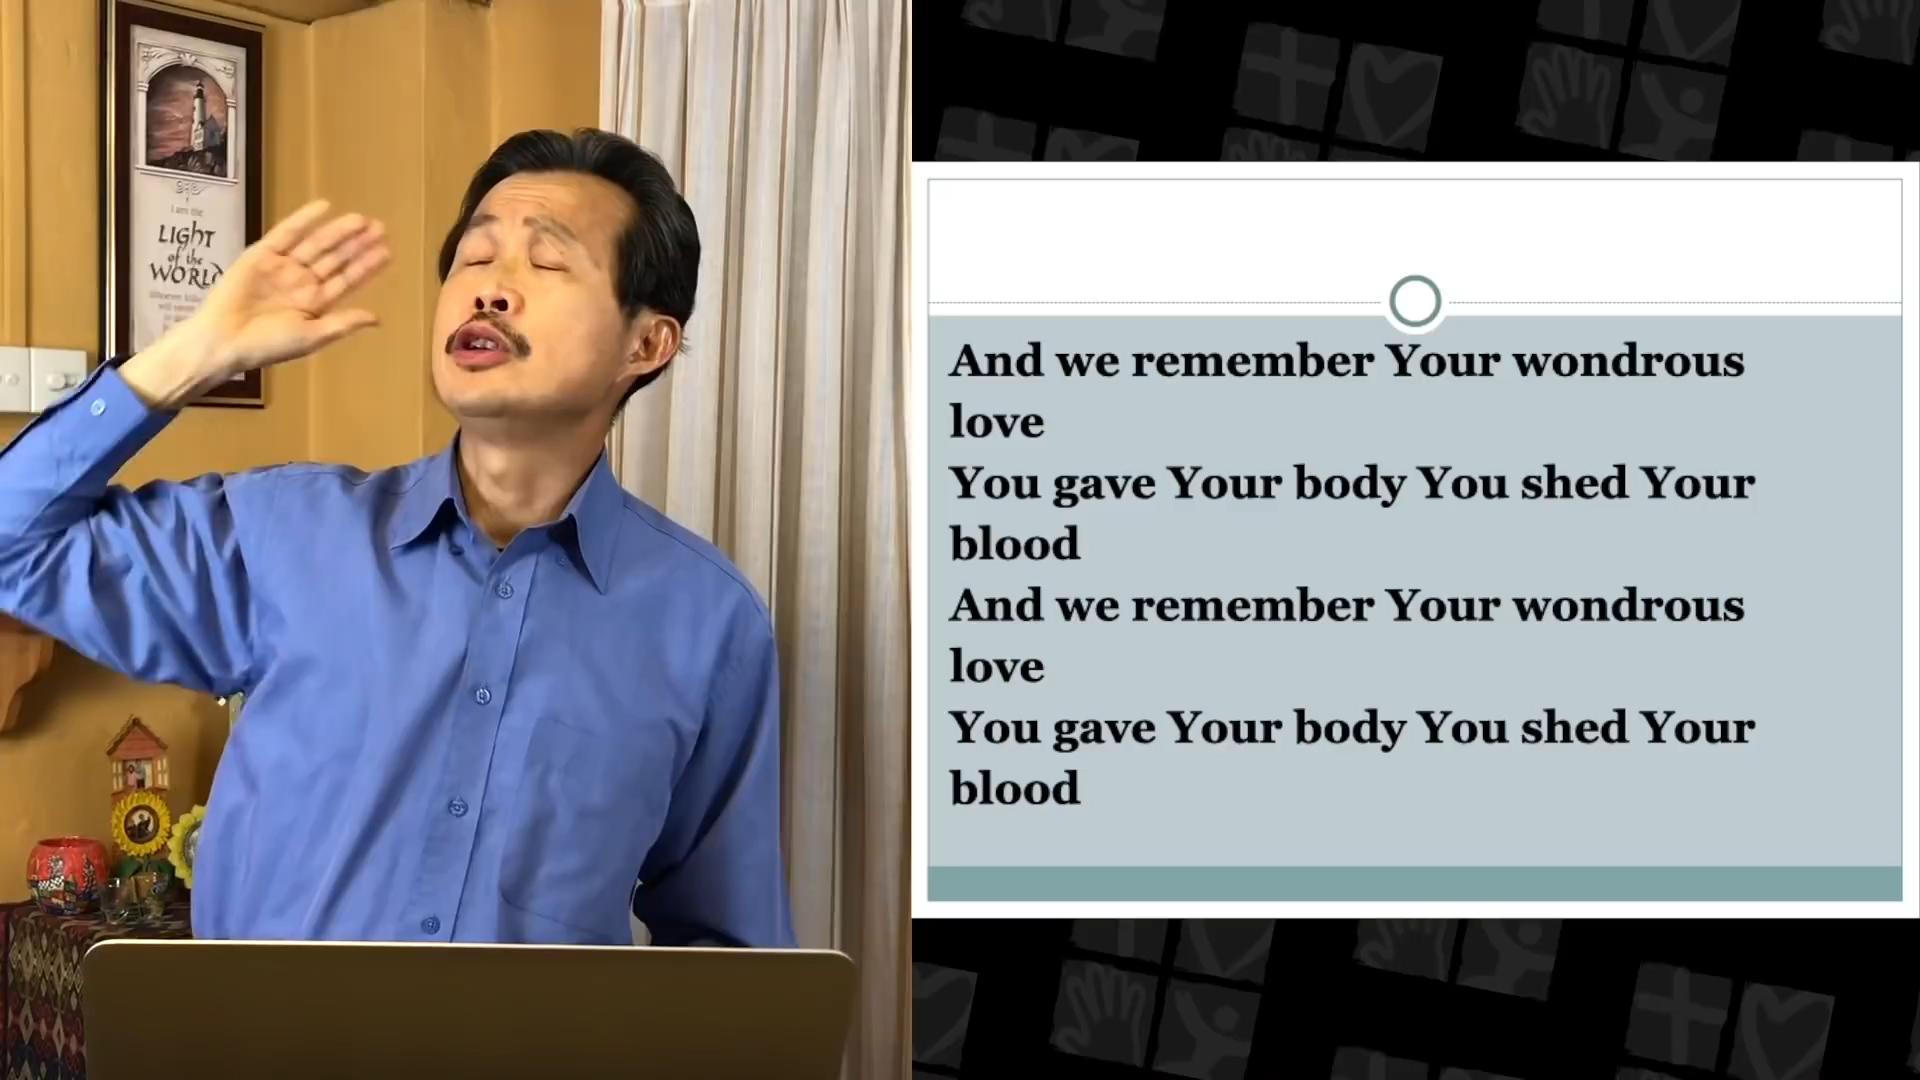 I am the
LIGHT
of the
WORLD
And we remember Your wondrous
love
You gave Your body You shed Your
blood
And we remember Your wondrous
love
You gave Your body You shed Your
blood